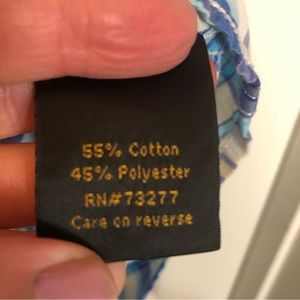 55% Cotton
45% Polyester
RN#73277
Care on reverse